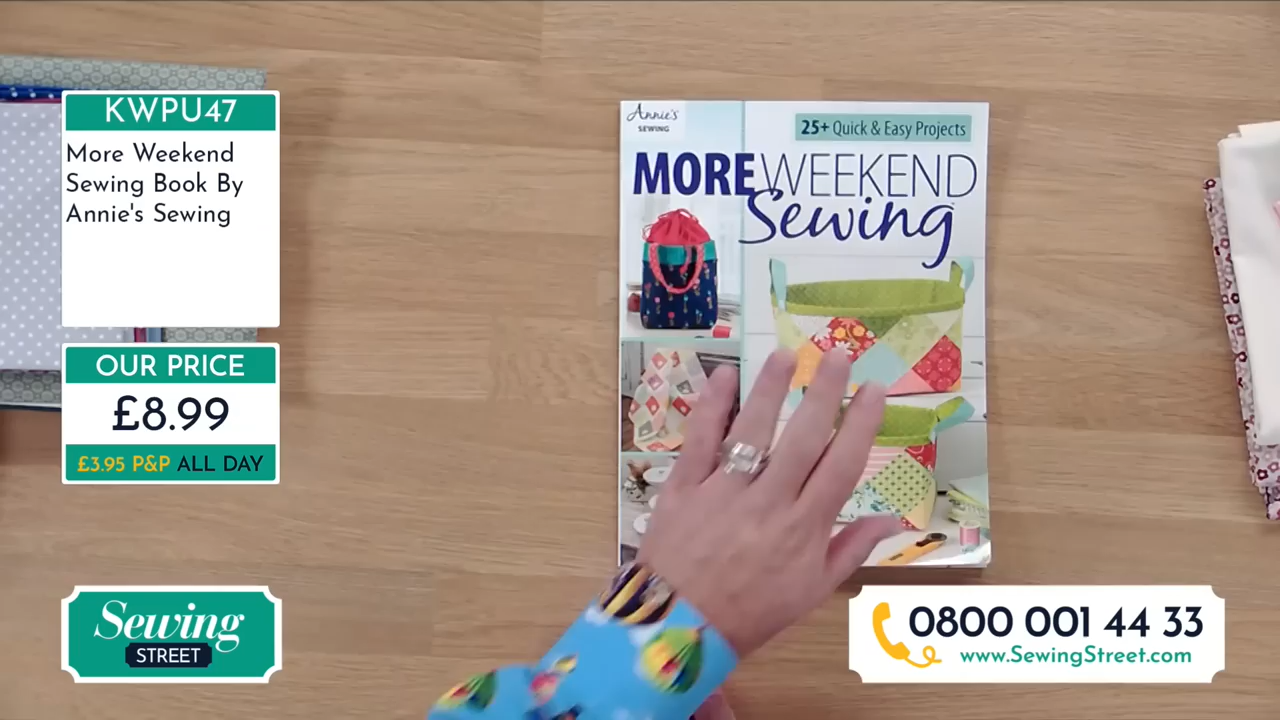 KWPU47
More Weekend
Sewing Book By
Annie's Sewing
OUR PRICE
£8.99
£3.95 P&P ALL DAY
Sewing
STREET
Annie's
SEWING
25+ Quick & Easy Projects
MORE WEEKEND
Sewing
0800 001 44 33
www.SewingStreet.com